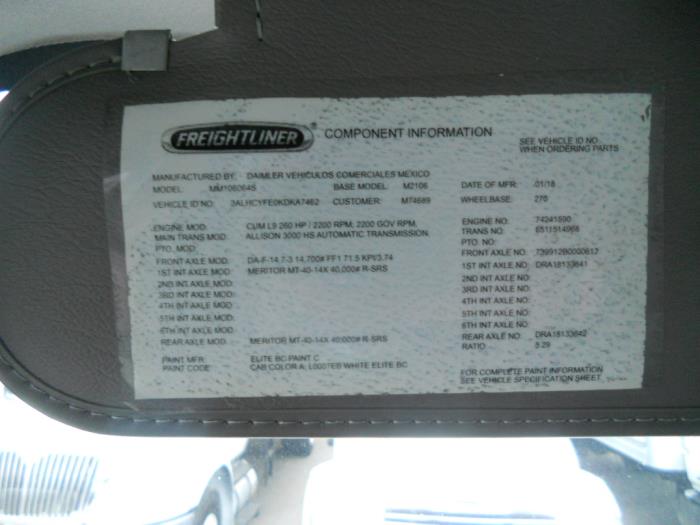 FREIGHTLINER COMPONENT INFORMATION
SEE VEHICLE ID NO
WHEN ORDERING PARTS
MANUFACTURED BY: DAIMLER VEHICULOS COMERCIALES MEXICO
MODEL: MM106064S BASE MODEL: M2106 DATE OF MFR: 01/18
VEHICLE ID NO: 3ALHCYFE0KDKA7462 CUSTOMER: M74689 WHEELBASE: 270
ENGINE MOD: CUM L9 260 HP / 2200 RPM; 2200 GOV RPM, ENGINE NO: 74241590
MAIN TRANS MOD: ALLISON 3000 HS AUTOMATIC TRANSMISSION TRANS NO: 6511514968
PTO. MOD: PTO. NO:
FRONT AXLE MOD: DA-F-14.7-3 14,700# FF1 71.5 KPI/3.74 FRONT AXLE NO: 739912B0000612
1ST INT AXLE MOD: MERITOR MT-40-14X 40,000# R-SRS 1ST INT AXLE NO: DRA18133641
2ND INT AXLE MOD: 2ND INT AXLE NO:
3RD INT AXLE MOD: 3RD INT AXLE NO:
4TH INT AXLE MOD: 4TH INT AXLE NO:
5TH INT AXLE MOD: 5TH INT AXLE NO:
6TH INT AXLE MOD: 6TH INT AXLE NO:
REAR AXLE MOD: MERITOR MT-40-14X 40,000# R-SRS REAR AXLE NO: DRA18133642
RATIO 5.29
PAINT MFR: ELITE BC PAINT C
PAINT CODE: CAB COLOR A: L0007EB WHITE ELITE BC
FOR COMPLETE PAINT INFORMATION
SEE VEHICLE SPECIFICATION SHEET